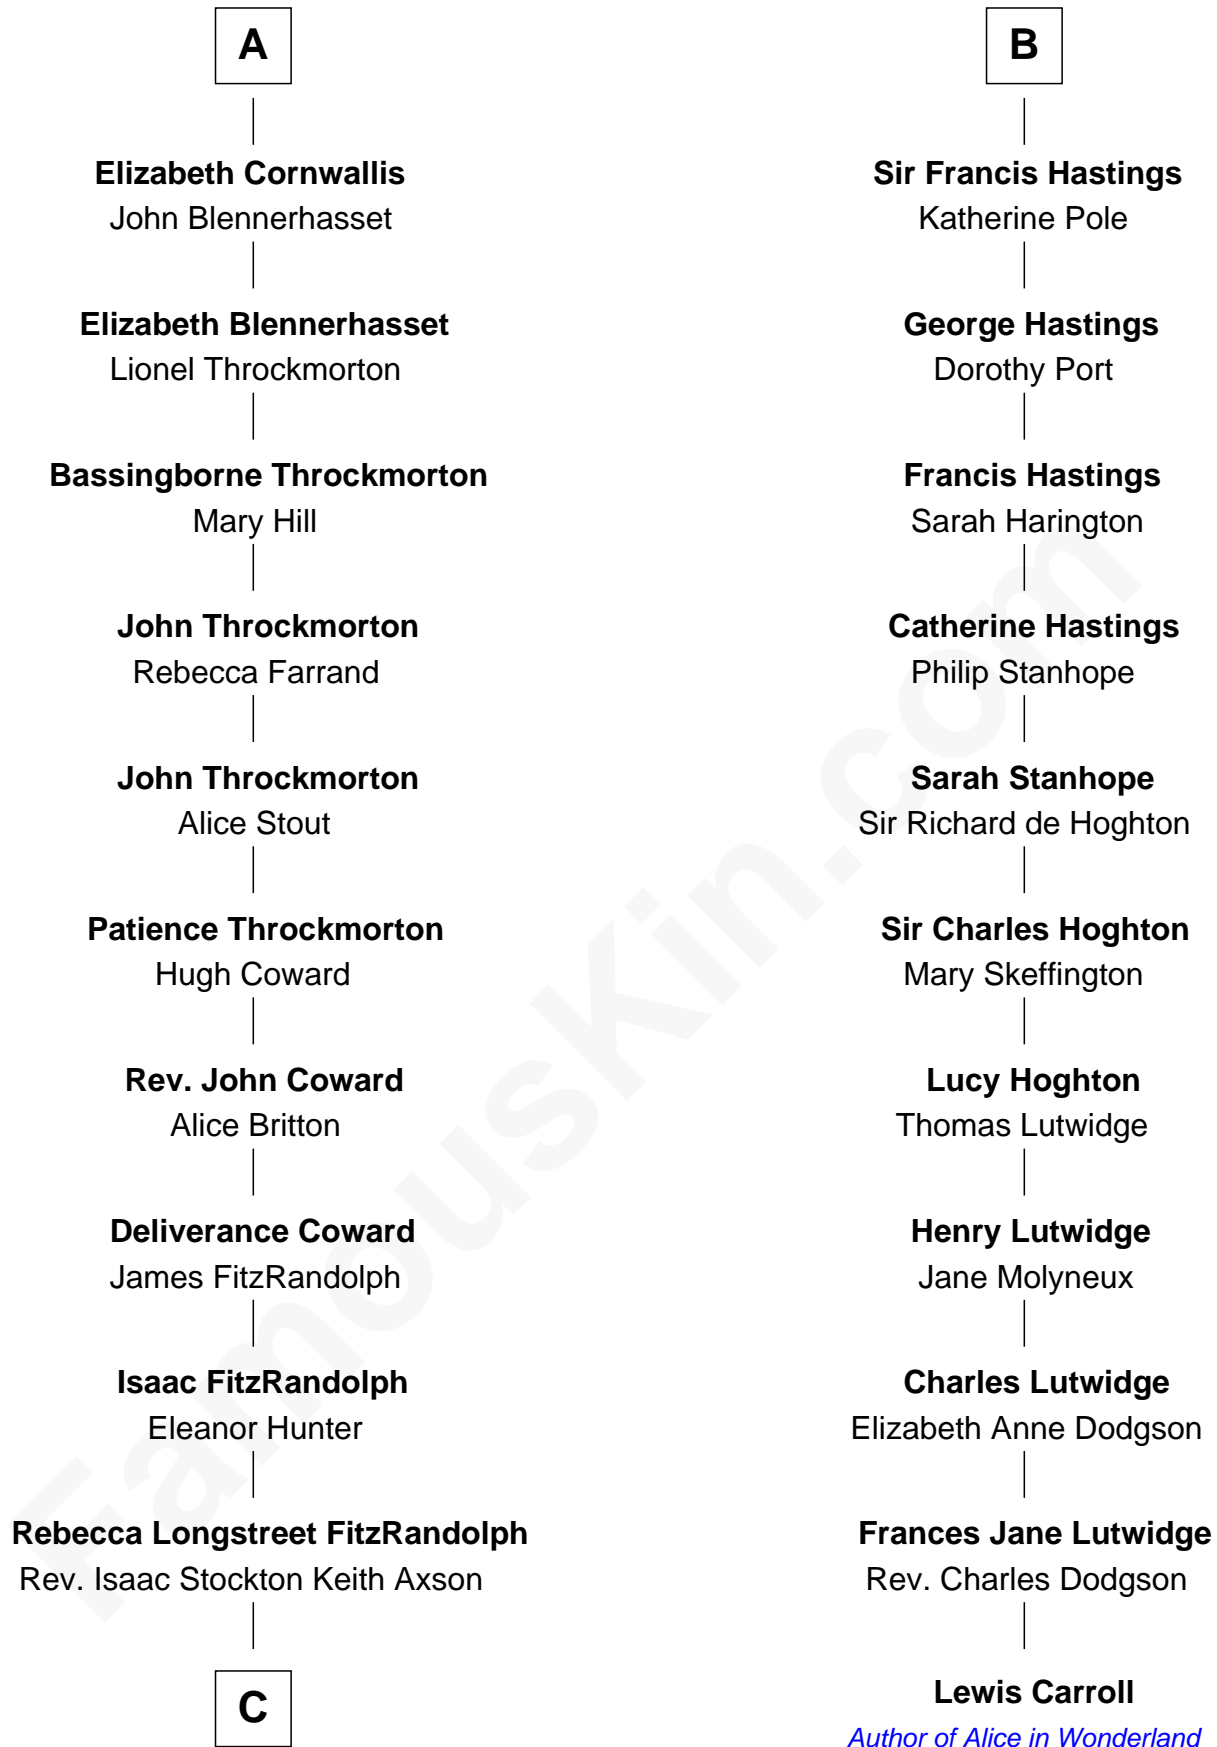 A
Elizabeth Cornwallis
John Blennerhasset
Elizabeth Blennerhasset
Lionel Throckmorton
Bassingborne Throckmorton
Mary Hill
John Throckmorton
Rebecca Farrand
John Throckmorton
Alice Stout
Patience Throckmorton
Hugh Coward
Rev. John Coward
Alice Britton
Deliverance Coward
James FitzRandolph
Isaac FitzRandolph
Eleanor Hunter
Rebecca Longstreet FitzRandolph
Rev. Isaac Stockton Keith Axson
C
B
Sir Francis Hastings
Katherine Pole
George Hastings
Dorothy Port
Francis Hastings
Sarah Harington
Catherine Hastings
Philip Stanhope
Sarah Stanhope
Sir Richard de Hoghton
Sir Charles Hoghton
Mary Skeffington
Lucy Hoghton
Thomas Lutwidge
Henry Lutwidge
Jane Molyneux
Charles Lutwidge
Elizabeth Anne Dodgson
Frances Jane Lutwidge
Rev. Charles Dodgson
Lewis Carroll
Author of Alice in Wonderland
FamousKin.com